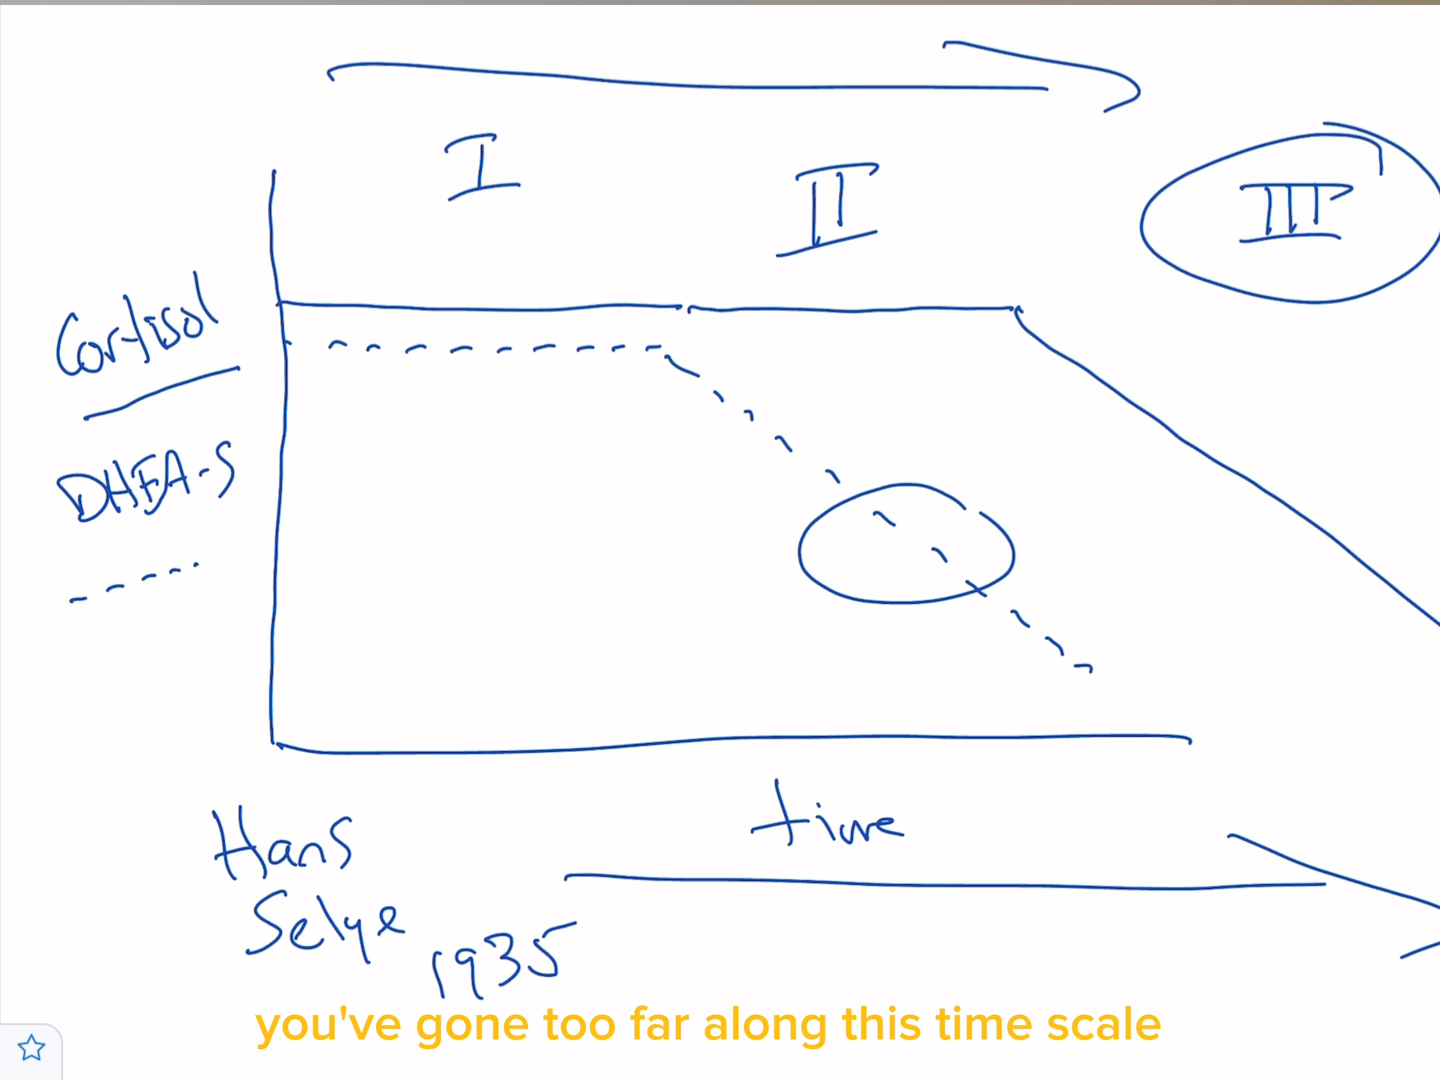 I
II
III
Cortisol
DHEA-S
time
Hans
Selye
1935
you've gone too far along this time scale